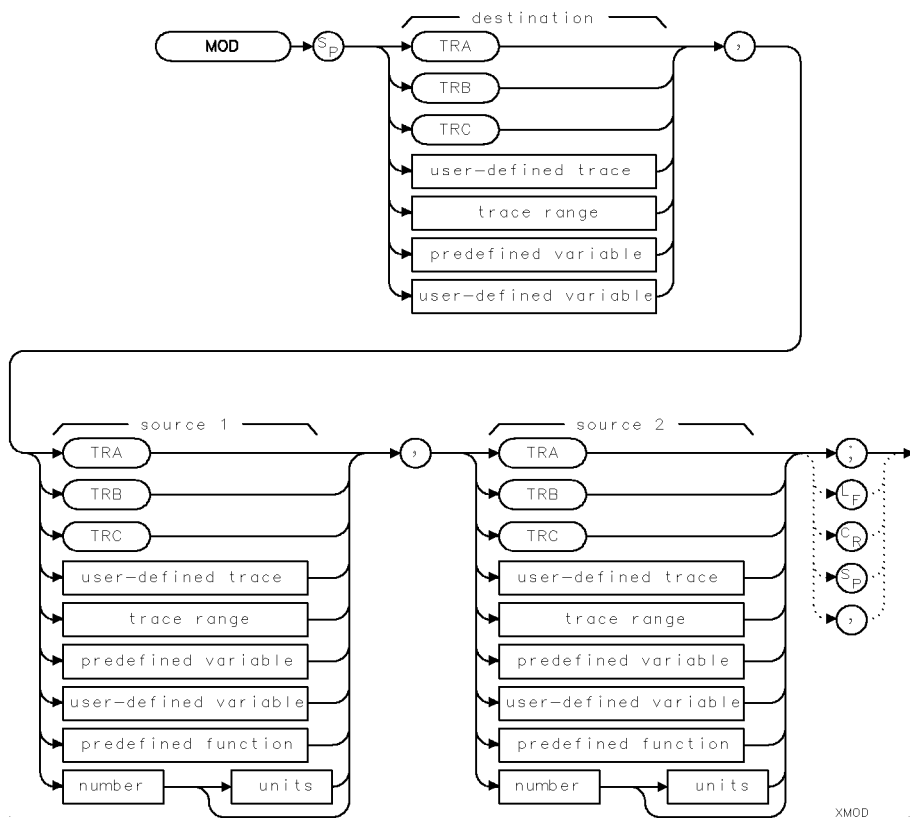 destination
MOD
SP
TRA
,
TRB
TRC
user-defined trace
trace range
predefined variable
user-defined variable
source 1
source 2
TRA
,
TRA
;
TRB
TRB
LF
TRC
TRC
CR
user-defined trace
user-defined trace
SP
trace range
trace range
,
predefined variable
predefined variable
user-defined variable
user-defined variable
predefined function
predefined function
number
units
number
units
XMOD